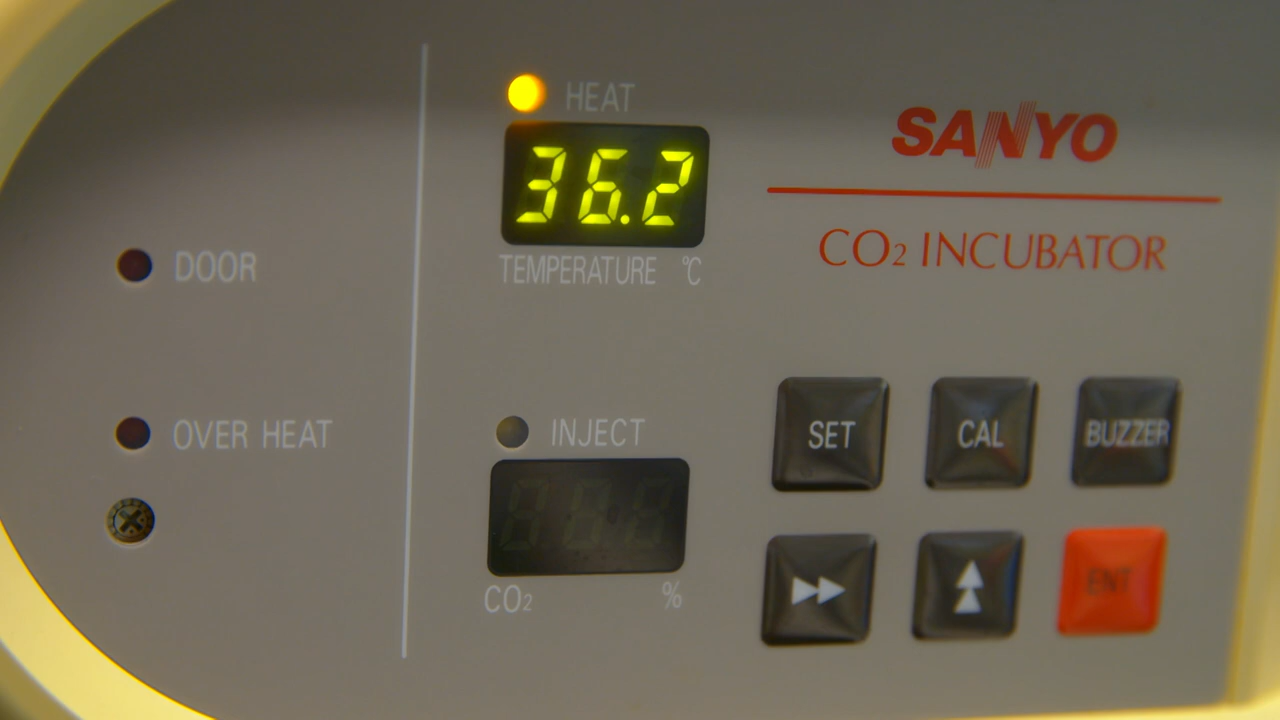 HEAT
36.2
TEMPERATURE °C
SANYO
CO₂ INCUBATOR
DOOR
OVER HEAT
INJECT
CO₂ %
SET
CAL
BUZZER
ENT